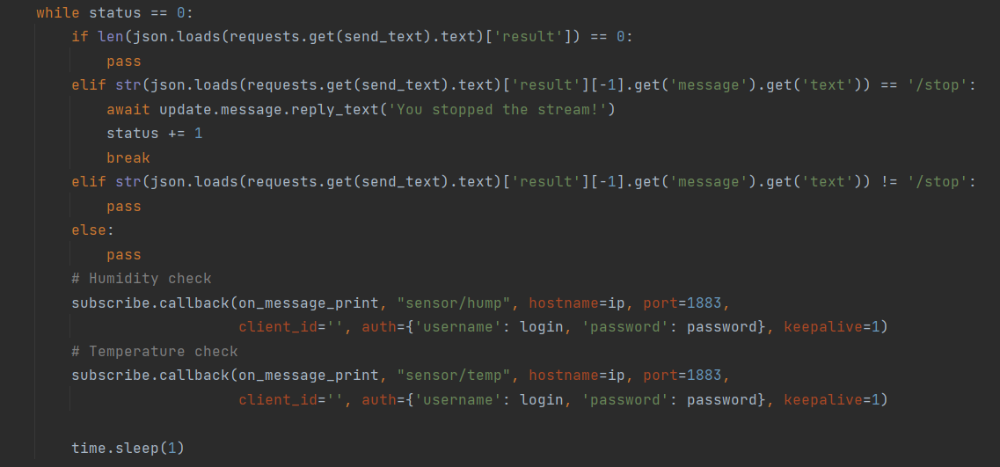 while status == 0:
    if len(json.loads(requests.get(send_text).text)['result']) == 0:
        pass
    elif str(json.loads(requests.get(send_text).text)['result'][-1].get('message').get('text')) == '/stop':
        await update.message.reply_text('You stopped the stream!')
        status += 1
        break
    elif str(json.loads(requests.get(send_text).text)['result'][-1].get('message').get('text')) != '/stop':
        pass
    else:
        pass
    # Humidity check
    subscribe.callback(on_message_print, "sensor/hump", hostname=ip, port=1883,
                       client_id='', auth={'username': login, 'password': password}, keepalive=1)
    # Temperature check
    subscribe.callback(on_message_print, "sensor/temp", hostname=ip, port=1883,
                       client_id='', auth={'username': login, 'password': password}, keepalive=1)

    time.sleep(1)